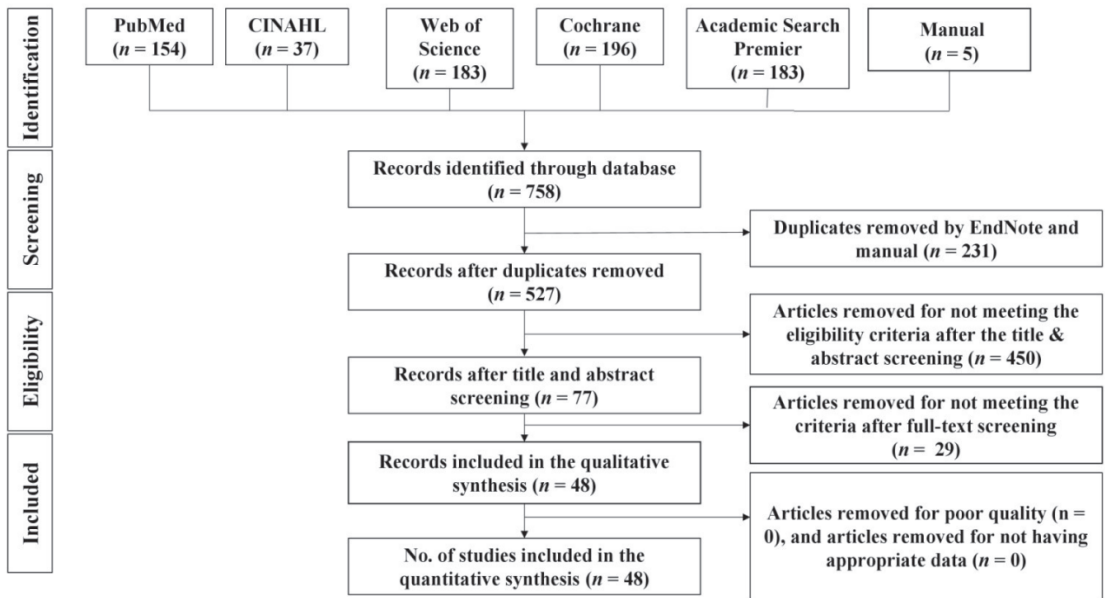 Identification
PubMed
(n = 154)
CINAHL
(n = 37)
Web of
Science
(n = 183)
Cochrane
(n = 196)
Academic Search
Premier
(n = 183)
Manual
(n = 5)
Screening
Records identified through database
(n = 758)
Duplicates removed by EndNote and
manual (n = 231)
Records after duplicates removed
(n = 527)
Eligibility
Articles removed for not meeting the
eligibility criteria after the title &
abstract screening (n = 450)
Records after title and abstract
screening (n = 77)
Articles removed for not meeting the
criteria after full-text screening
(n = 29)
Included
Records included in the qualitative
synthesis (n = 48)
Articles removed for poor quality (n =
0), and articles removed for not having
appropriate data (n = 0)
No. of studies included in the
quantitative synthesis (n = 48)